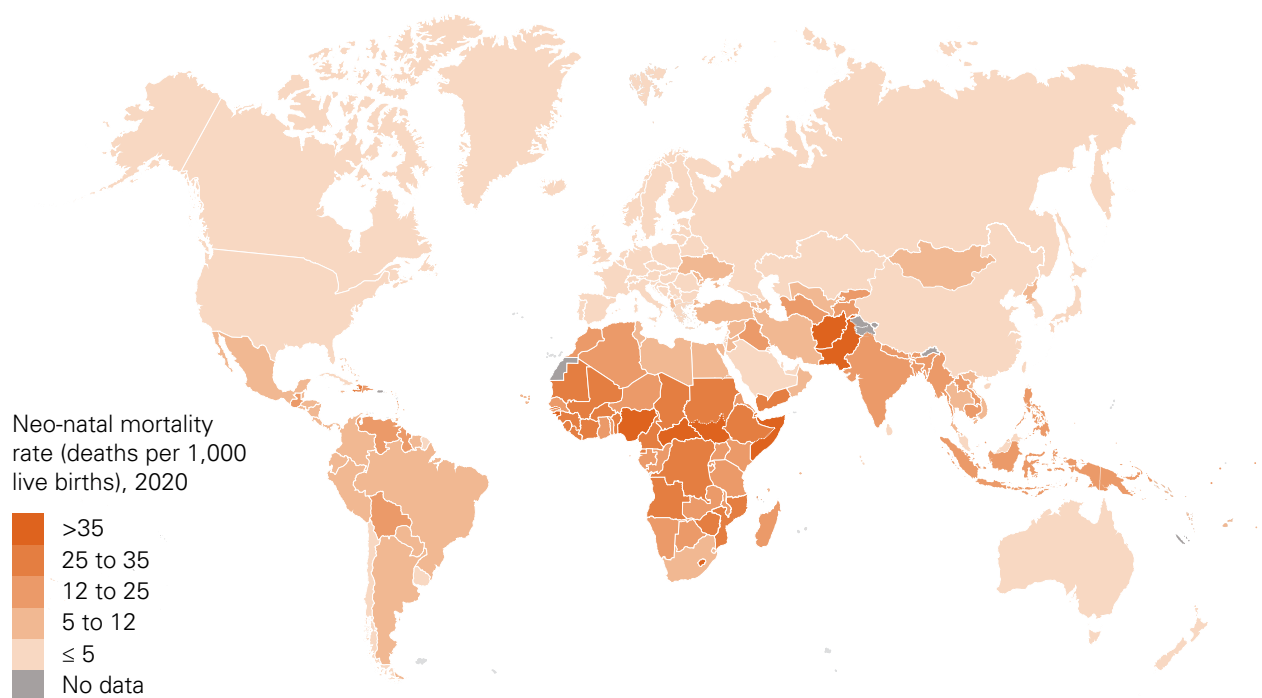 Neo-natal mortality
rate (deaths per 1,000
live births), 2020
>35
25 to 35
12 to 25
5 to 12
≤ 5
No data